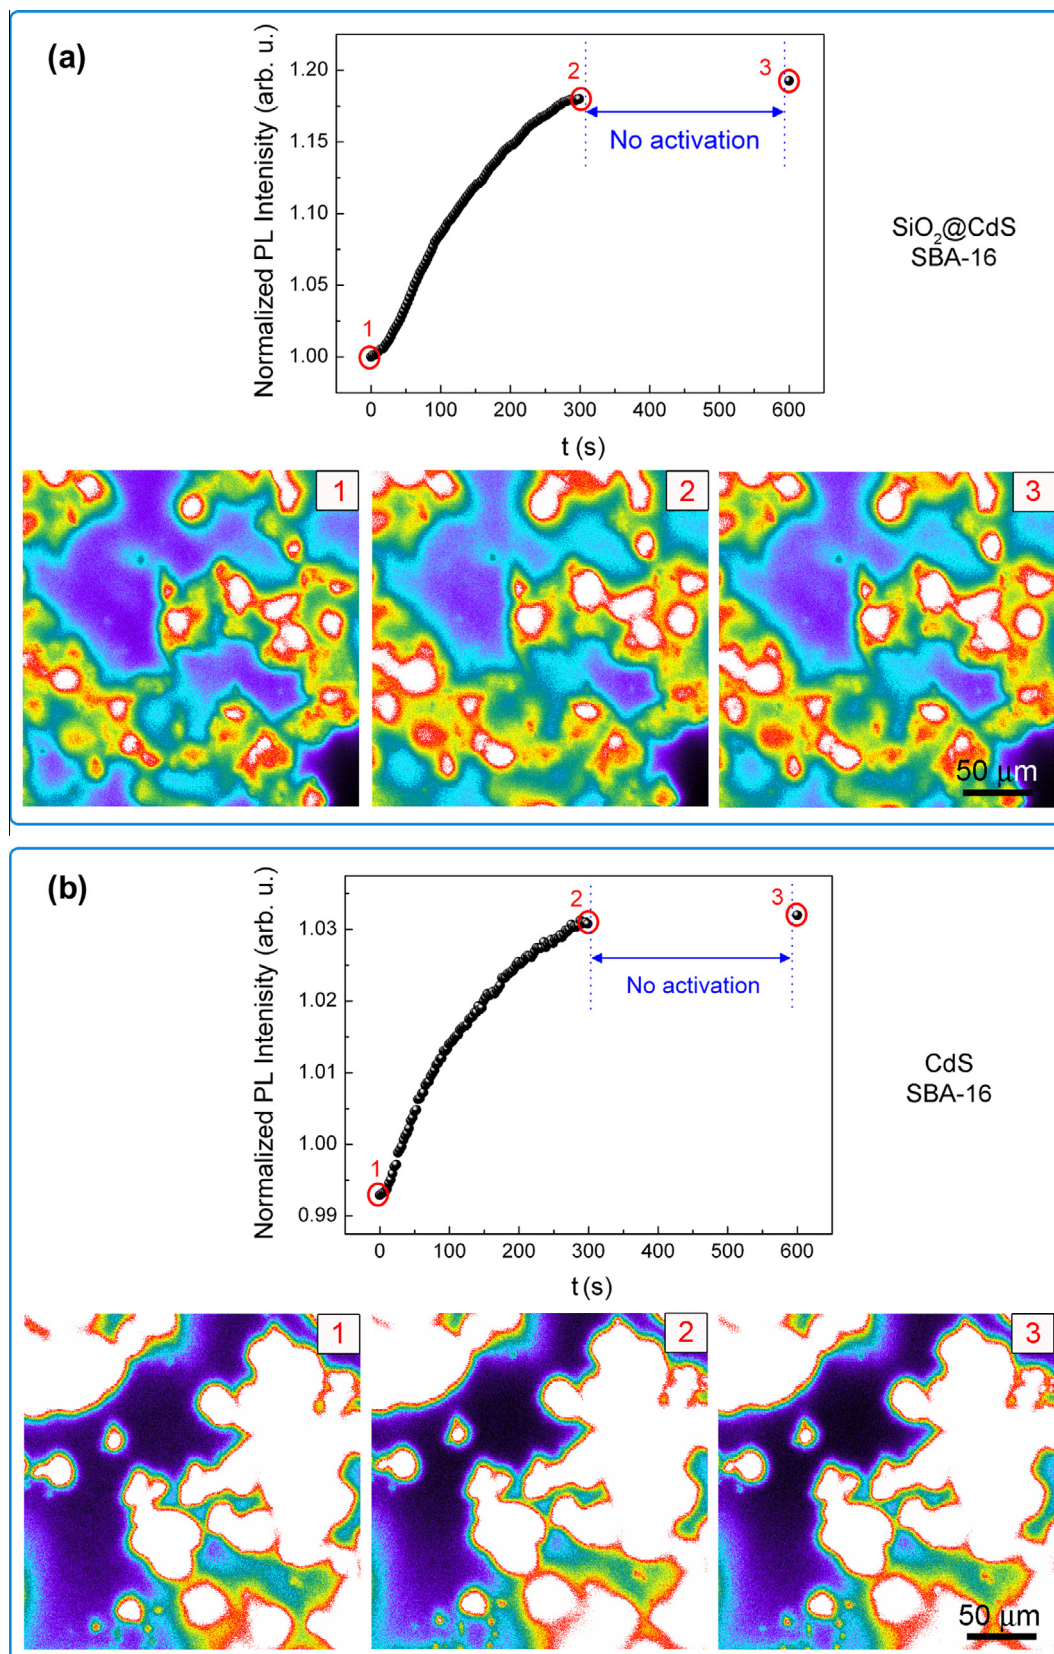 (a)
Normalized PL Intenisity (arb. u.)
1.20
1.15
1.10
1.05
1.00
1
2
3
No activation
0 100 200 300 400 500 600
t (s)
SiO₂@CdS
SBA-16
1
2
3
50 μm
(b)
Normalized PL Intenisity (arb. u.)
1.03
1.02
1.01
1.00
0.99
1
2
3
No activation
0 100 200 300 400 500 600
t (s)
CdS
SBA-16
1
2
3
50 μm